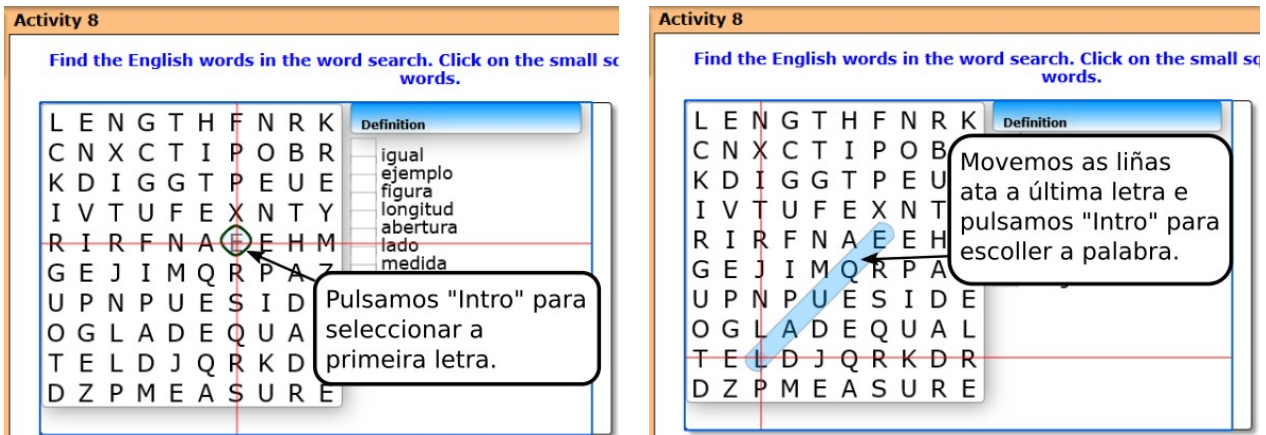 Activity 8
Find the English words in the word search. Click on the small
words.
L E N G T H F N R K
C N X C T I P O B R
K D I G G T P E U E
I V T U F E X N T Y
R I R F N A E E H M
G E J I M Q R P A Z
U P N P U E S I D
O G L A D E Q U A
T E L D J Q R K D
D Z P M E A S U R E
Definition
igual
ejemplo
figura
longitud
abertura
lado
medida
Pulsamos "Intro" para
seleccionar a
primeira letra.
Activity 8
Find the English words in the word search. Click on the small
words.
L E N G T H F N R K
C N X C T I P O B
K D I G G T P E U
I V T U F E X N T
R I R F N A E E H
G E J I M Q R P A
U P N P U E S I D E
O G L A D E Q U A L
T E L D J Q R K D R
D Z P M E A S U R E
Definition
Movemos as liñas
ata a última letra e
pulsamos "Intro" para
escoller a palabra.